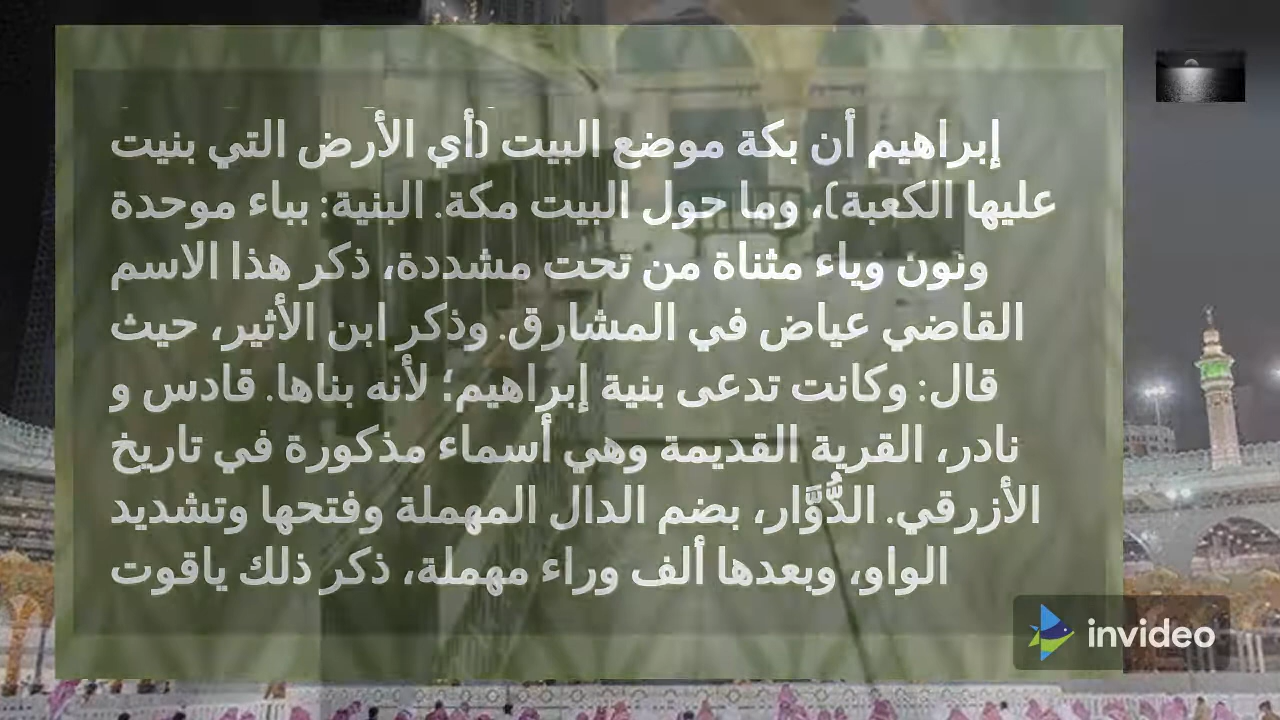 إبراهيم أن بكة موضع البيت (أي الأرض التي بنيت
عليها الكعبة)، وما حول البيت مكة. البنية: بباء موحدة
ونون وياء مثناة من تحت مشددة، ذكر هذا الاسم
القاضي عياض في المشارق. وذكر ابن الأثير، حيث
قال: وكانت تدعى بنية إبراهيم؛ لأنه بناها. قادس و
نادر، القرية القديمة وهي أسماء مذكورة في تاريخ
الأزرقي. الدُّوَّار، بضم الدال المهملة وفتحها وتشديد
الواو، وبعدها ألف وراء مهملة، ذكر ذلك ياقوت
invideo